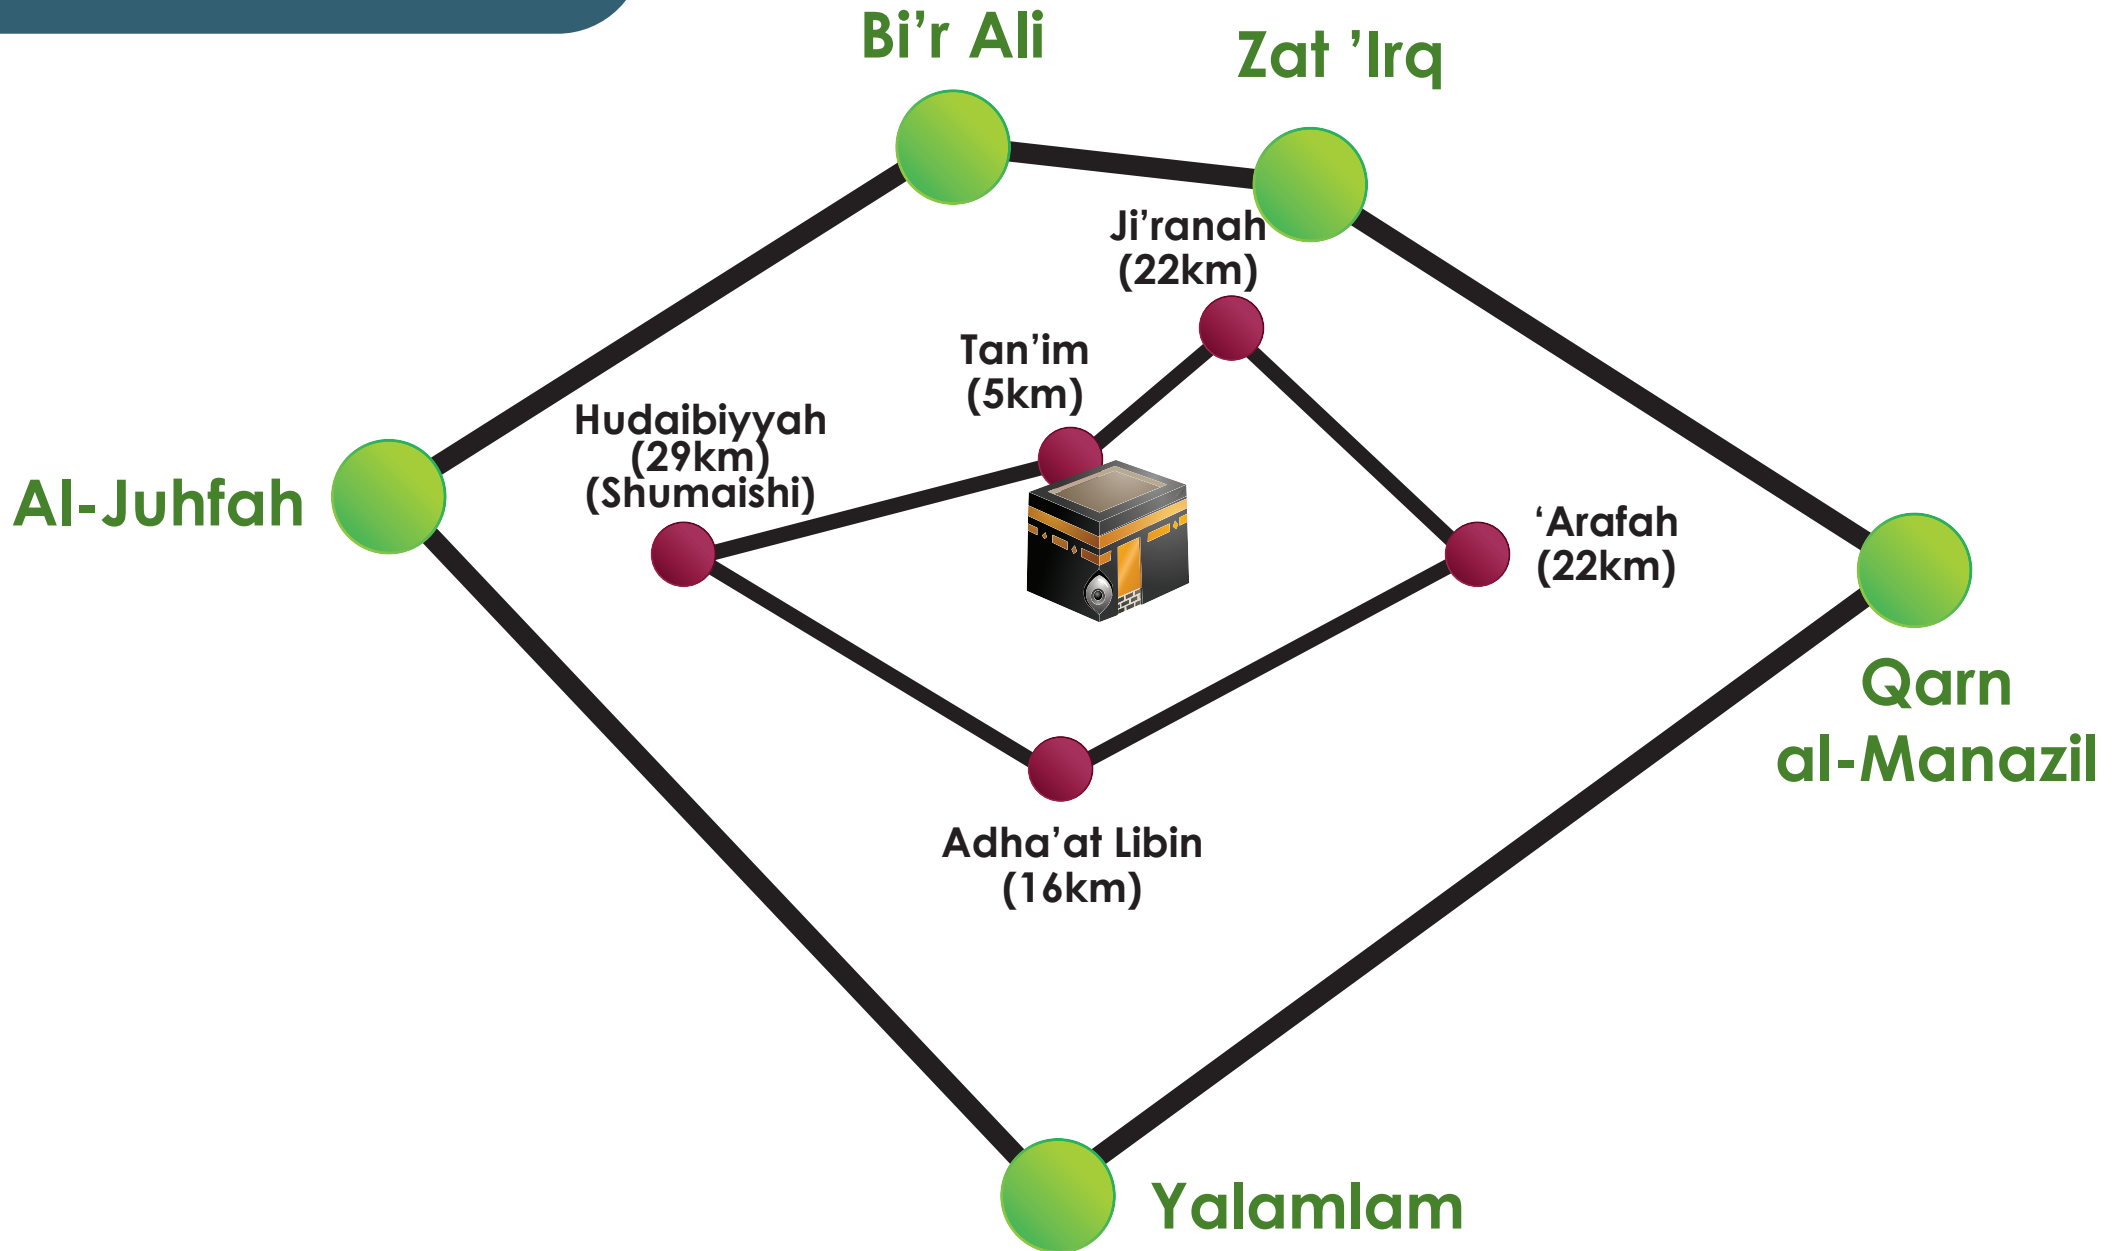 Bi’r Ali
Zat ’Irq
Ji’ranah
(22km)
Tan’im
(5km)
Hudaibiyyah
(29km)
(Shumaishi)
Al-Juhfah
‘Arafah
(22km)
Qarn
al-Manazil
Adha’at Libin
(16km)
Yalamlam